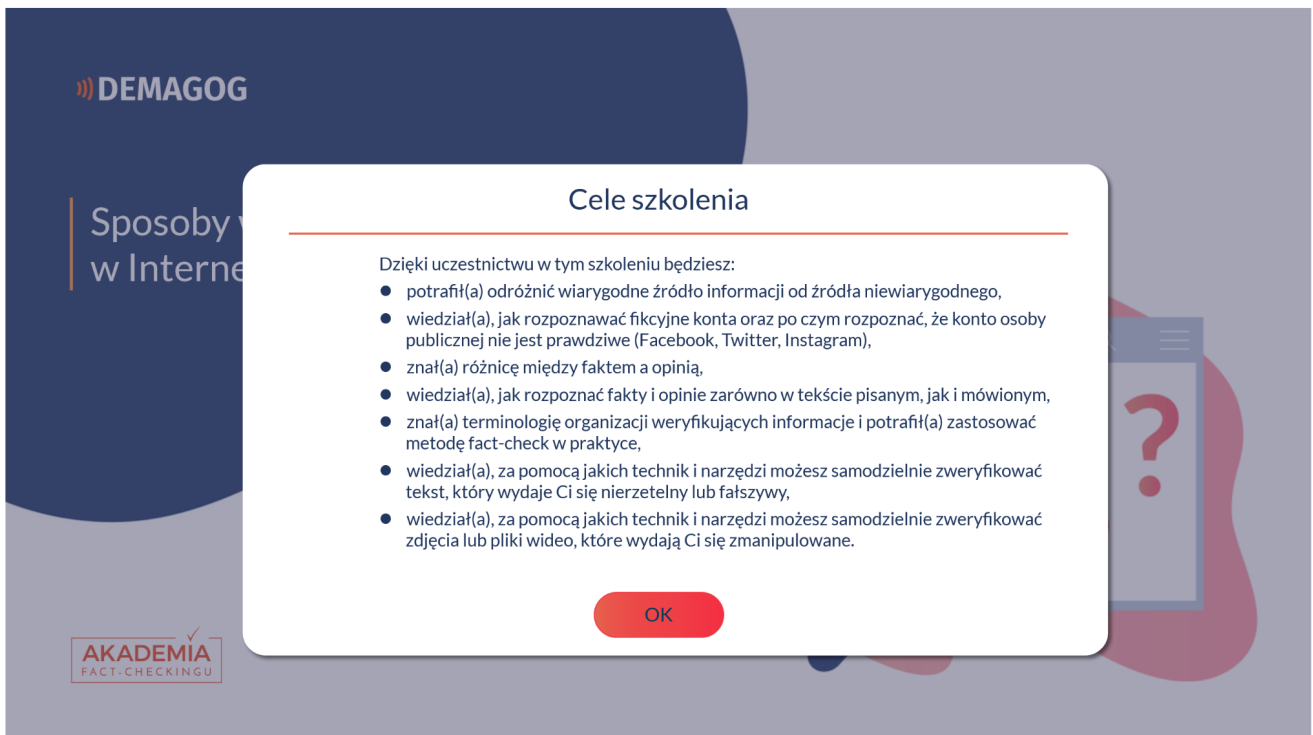 DEMAGOG
Sposoby
w Interne
Cele szkolenia
Dzięki uczestnictwu w tym szkoleniu będziesz:
● potrafił(a) odróżnić wiarygodne źródło informacji od źródła niewiarygodnego,
● wiedział(a), jak rozpoznawać fikcyjne konta oraz po czym rozpoznać, że konto osoby
publicznej nie jest prawdziwe (Facebook, Twitter, Instagram),
● znał(a) różnicę między faktem a opinią,
● wiedział(a), jak rozpoznać fakty i opinie zarówno w tekście pisanym, jak i mówionym,
● znał(a) terminologię organizacji weryfikujących informacje i potrafił(a) zastosować
metodę fact-check w praktyce,
● wiedział(a), za pomocą jakich technik i narzędzi możesz samodzielnie zweryfikować
tekst, który wydaje Ci się nierzetelny lub fałszywy,
● wiedział(a), za pomocą jakich technik i narzędzi możesz samodzielnie zweryfikować
zdjęcia lub pliki wideo, które wydają Ci się zmanipulowane.
OK
?
AKADEMIA
FACT-CHECKINGU